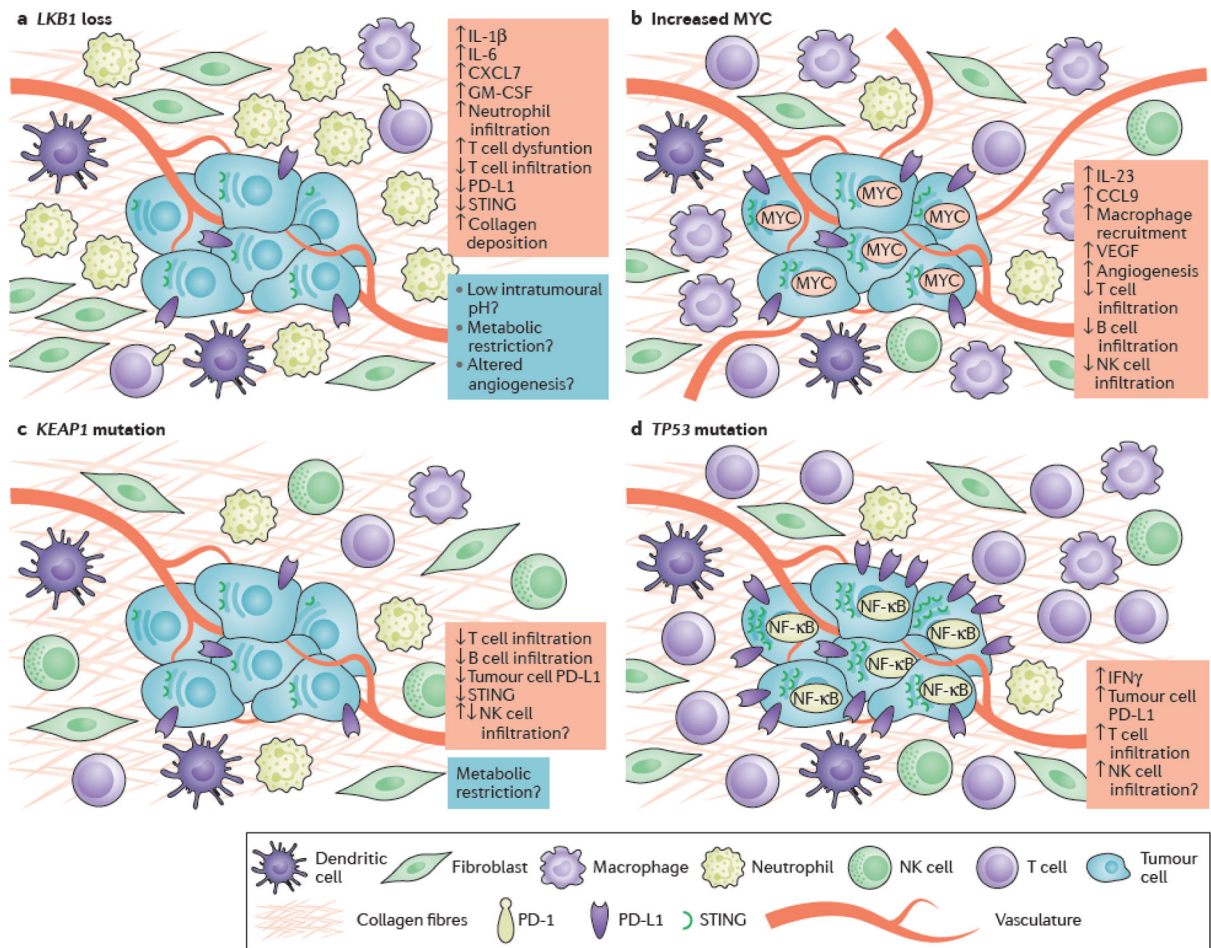 a LKB1 loss
↑IL-1β
↑IL-6
↑CXCL7
↑GM-CSF
↑Neutrophil
infiltration
↑T cell dysfuntion
↓T cell infiltration
↓PD-L1
↓STING
↑Collagen
deposition
• Low intratumoural
pH?
• Metabolic
restriction?
• Altered
angiogenesis?
b Increased MYC
MYC
MYC
MYC
MYC
MYC
MYC
↑IL-23
↑CCL9
↑Macrophage
recruitment
↑VEGF
↑Angiogenesis
↓T cell
infiltration
↓B cell
infiltration
↓NK cell
infiltration
c KEAP1 mutation
↓T cell infiltration
↓B cell infiltration
↓Tumour cell PD-L1
↓STING
↑↓NK cell
infiltration?
Metabolic
restriction?
d TP53 mutation
NF-κB
NF-κB
NF-κB
NF-κB
NF-κB
NF-κB
↑IFNγ
↑Tumour cell
PD-L1
↑T cell
infiltration
↑NK cell
infiltration?
Dendritic
cell
Fibroblast
Macrophage
Neutrophil
NK cell
T cell
Tumour
cell
Collagen fibres
PD-1
PD-L1
STING
Vasculature